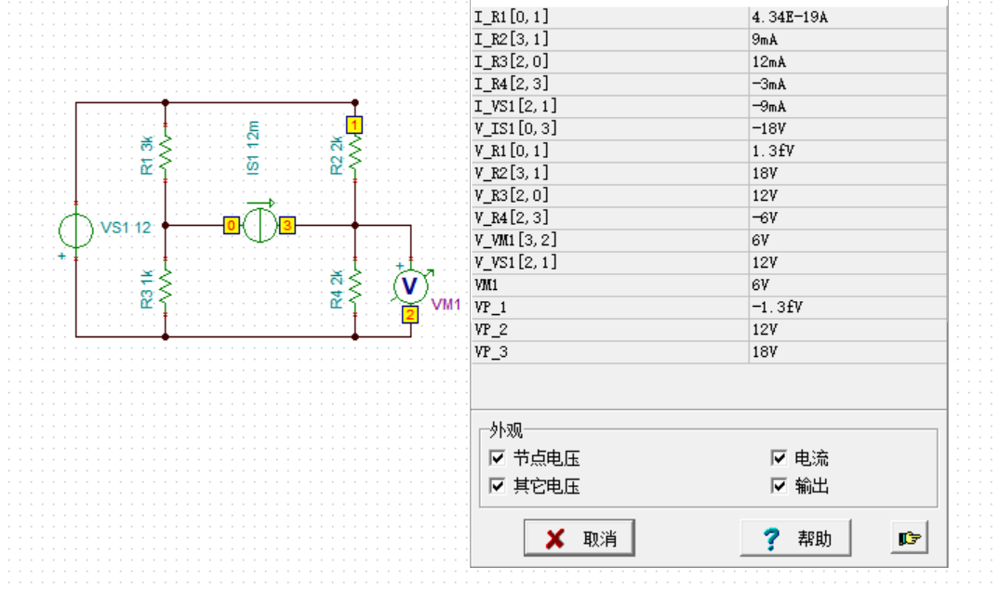 I_R1[0,1] 4.34E-19A
I_R2[3,1] 9mA
I_R3[2,0] 12mA
I_R4[2,3] -3mA
I_VS1[2,1] -9mA
V_IS1[0,3] -18V
V_R1[0,1] 1.3fV
V_R2[3,1] 18V
V_R3[2,0] 12V
V_R4[2,3] -6V
V_VM1[3,2] 6V
V_VS1[2,1] 12V
VM1 6V
VP_1 -1.3fV
VP_2 12V
VP_3 18V
外观
节点电压 电流
其它电压 输出
取消 ? 帮助
1
R1 3k
IS1 12m
R2 2k
VS1 12
0
3
+
R3 1k
R4 2k
+
V
VM1
2